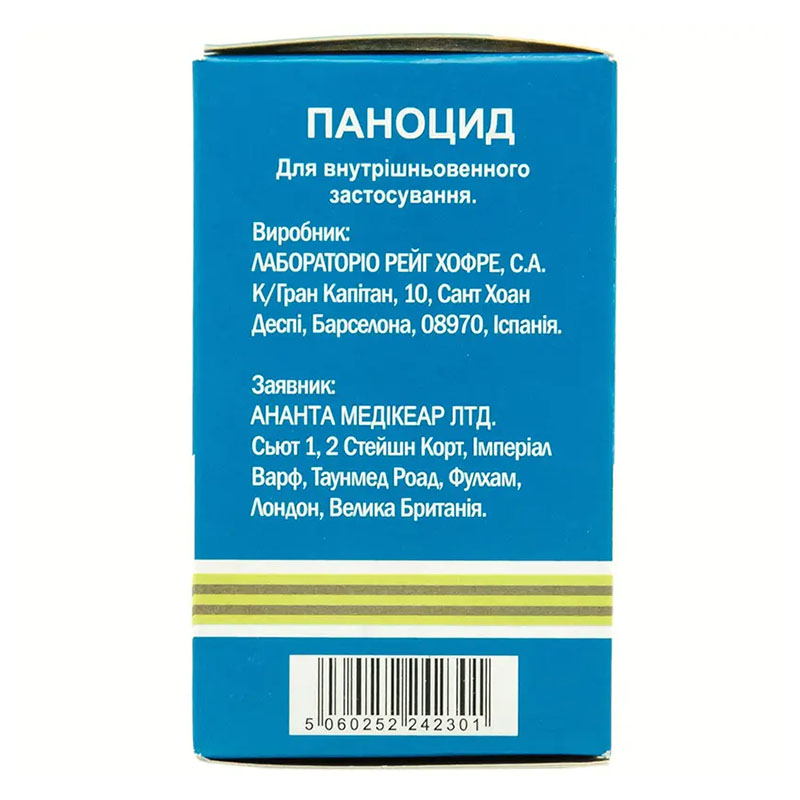 ПАНОЦИД
Для внутрішньовенного
застосування.
Виробник:
ЛАБОРАТОРІО РЕЙГ ХОФРЕ, С.А.
К/Гран Капітан, 10, Сант Хоан
Деспі, Барселона, 08970, Іспанія.
Заявник:
АНАНТА МЕДІКЕАР ЛТД.
Сьют 1, 2 Стейшн Корт, Імперіал
Варф, Таунмед Роад, Фулхам,
Лондон, Велика Британія.
5 060252 242301